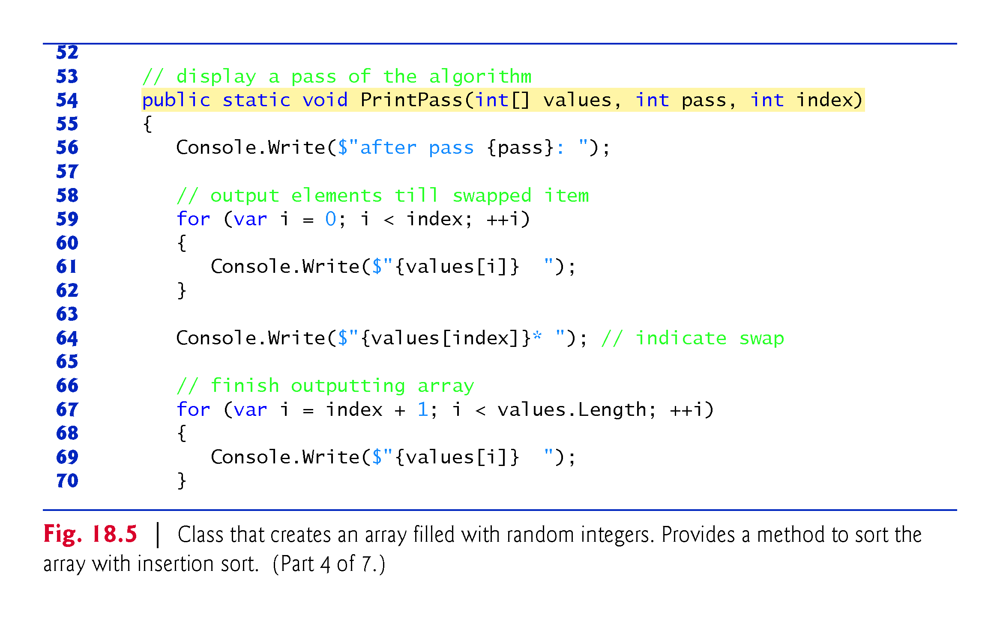 52
53 // display a pass of the algorithm
54 public static void PrintPass(int[] values, int pass, int index)
55 {
56 Console.Write($"after pass {pass}: ");
57
58 // output elements till swapped item
59 for (var i = 0; i < index; ++i)
60 {
61 Console.Write($"{values[i]}  ");
62 }
63
64 Console.Write($"{values[index]}* "); // indicate swap
65
66 // finish outputting array
67 for (var i = index + 1; i < values.Length; ++i)
68 {
69 Console.Write($"{values[i]}  ");
70 }
Fig. 18.5 | Class that creates an array filled with random integers. Provides a method to sort the
array with insertion sort. (Part 4 of 7.)